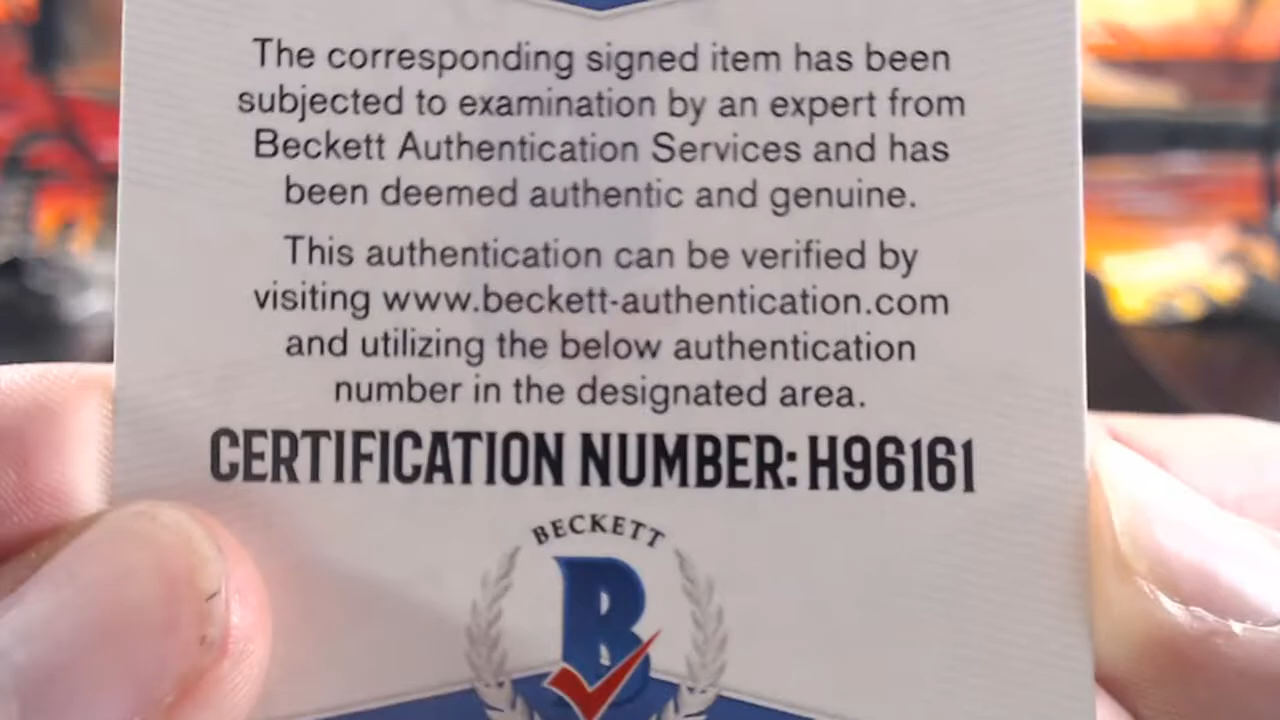 The corresponding signed item has been
subjected to examination by an expert from
Beckett Authentication Services and has
been deemed authentic and genuine.
This authentication can be verified by
visiting www.beckett-authentication.com
and utilizing the below authentication
number in the designated area.
CERTIFICATION NUMBER: H96161
BECKETT
B